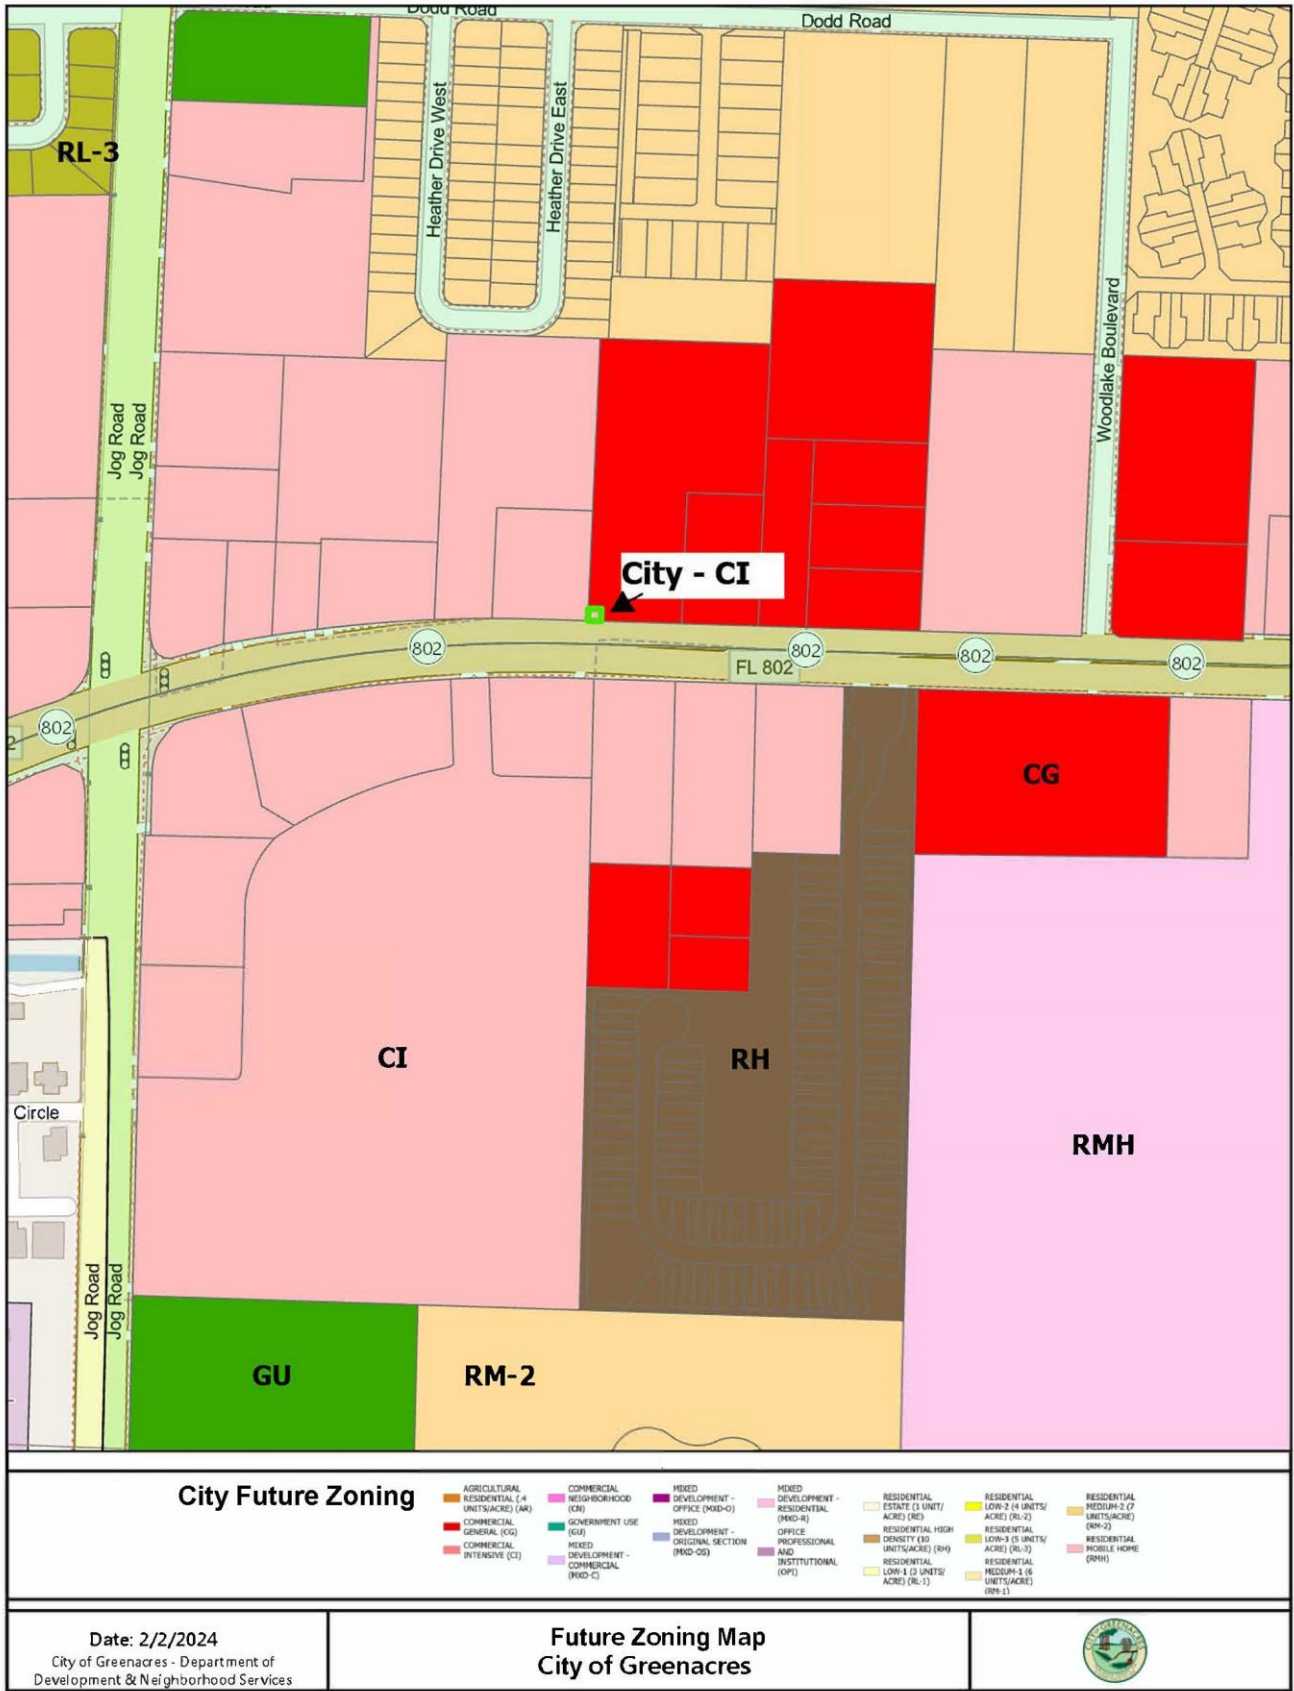 Dodd Road
Dodd Road
RL-3
Heather Drive West
Heather Drive East
Woodlake Boulevard
Jog Road
Jog Road
City - CI
802
802
802
802
FL 802
802
2
CG
CI
RH
RMH
Circle
Jog Road
Jog Road
GU
RM-2
City Future Zoning
AGRICULTURAL
RESIDENTIAL (.4
UNITS/ACRE) (AR)
COMMERCIAL
GENERAL (CG)
COMMERCIAL
INTENSIVE (CI)
COMMERCIAL
NEIGHBORHOOD
(CN)
GOVERNMENT USE
(GU)
MIXED
DEVELOPMENT -
COMMERCIAL
(MXD-C)
MIXED
DEVELOPMENT -
OFFICE (MXD-O)
MIXED
DEVELOPMENT -
ORIGINAL SECTION
(MXD-OS)
MIXED
DEVELOPMENT -
RESIDENTIAL
(MXD-R)
OFFICE
PROFESSIONAL
AND
INSTITUTIONAL
(OPI)
RESIDENTIAL
ESTATE (1 UNIT/
ACRE) (RE)
RESIDENTIAL HIGH
DENSITY (10
UNITS/ACRE) (RH)
RESIDENTIAL
LOW-1 (3 UNITS/
ACRE) (RL-1)
RESIDENTIAL
LOW-2 (4 UNITS/
ACRE) (RL-2)
RESIDENTIAL
LOW-3 (5 UNITS/
ACRE) (RL-3)
RESIDENTIAL
MEDIUM-1 (6
UNITS/ACRE)
(RM-1)
RESIDENTIAL
MEDIUM-2 (7
UNITS/ACRE)
(RM-2)
RESIDENTIAL
MOBILE HOME
(RMH)
Date: 2/2/2024
City of Greenacres - Department of
Development & Neighborhood Services
Future Zoning Map
City of Greenacres